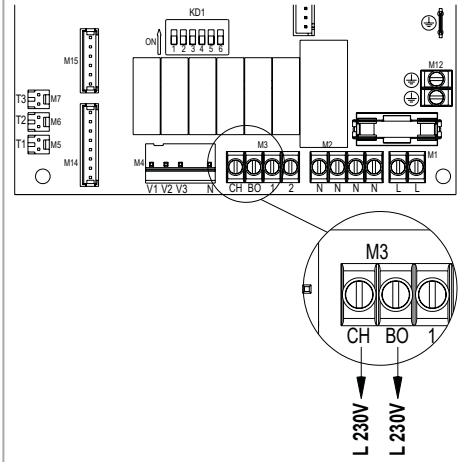 KD1
ON
1 2 3 4 5 6
M15
M12
T3 M7
T2 M6
T1 M5
M14
M4
M3
M2
M1
V1 V2 V3 N
CH BO 1 2
N N N N
L L
M3
CH BO 1
L 230V
L 230V